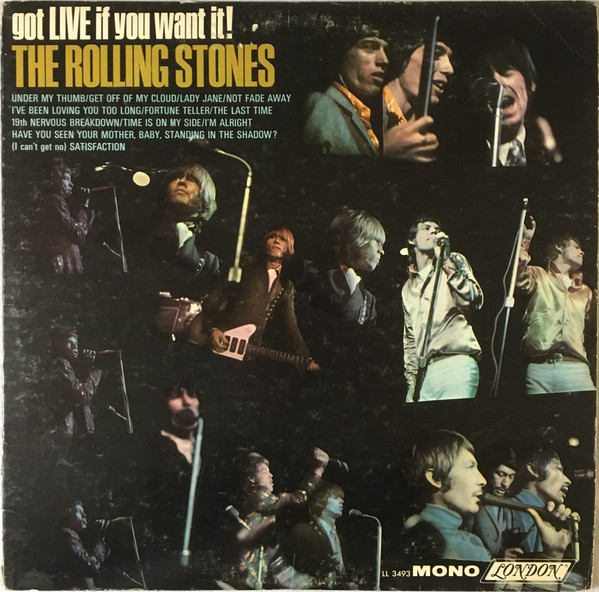 got LIVE if you want it!
THE ROLLING STONES
UNDER MY THUMB/GET OFF OF MY CLOUD/LADY JANE/NOT FADE AWAY
I'VE BEEN LOVING YOU TOO LONG/FORTUNE TELLER/THE LAST TIME
19th NERVOUS BREAKDOWN/TIME IS ON MY SIDE/I'M ALRIGHT
HAVE YOU SEEN YOUR MOTHER, BABY, STANDING IN THE SHADOW?
(I can't get no) SATISFACTION
LL 3493 MONO LONDON